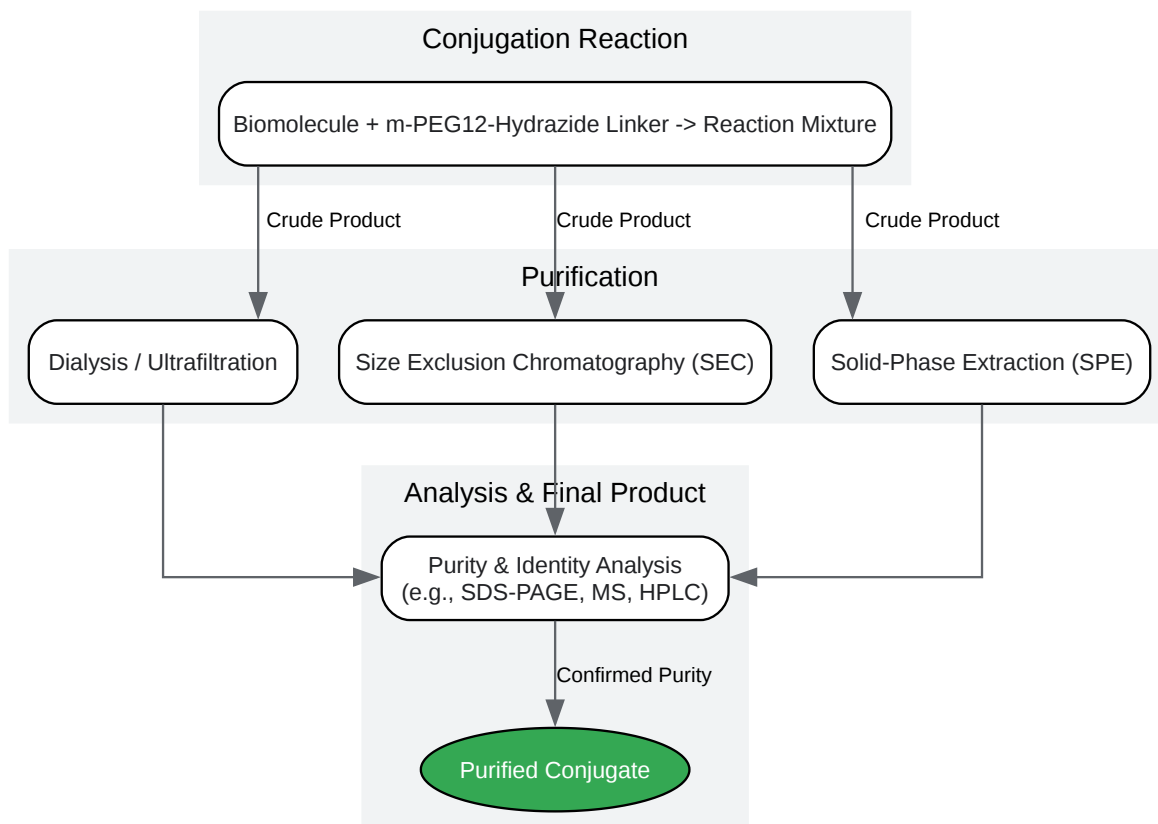 Conjugation Reaction
Biomolecule + m-PEG12-Hydrazide Linker -> Reaction Mixture
Crude Product
Crude Product
Crude Product
Purification
Dialysis / Ultrafiltration
Size Exclusion Chromatography (SEC)
Solid-Phase Extraction (SPE)
Analysis & Final Product
Purity & Identity Analysis
(e.g., SDS-PAGE, MS, HPLC)
Confirmed Purity
Purified Conjugate